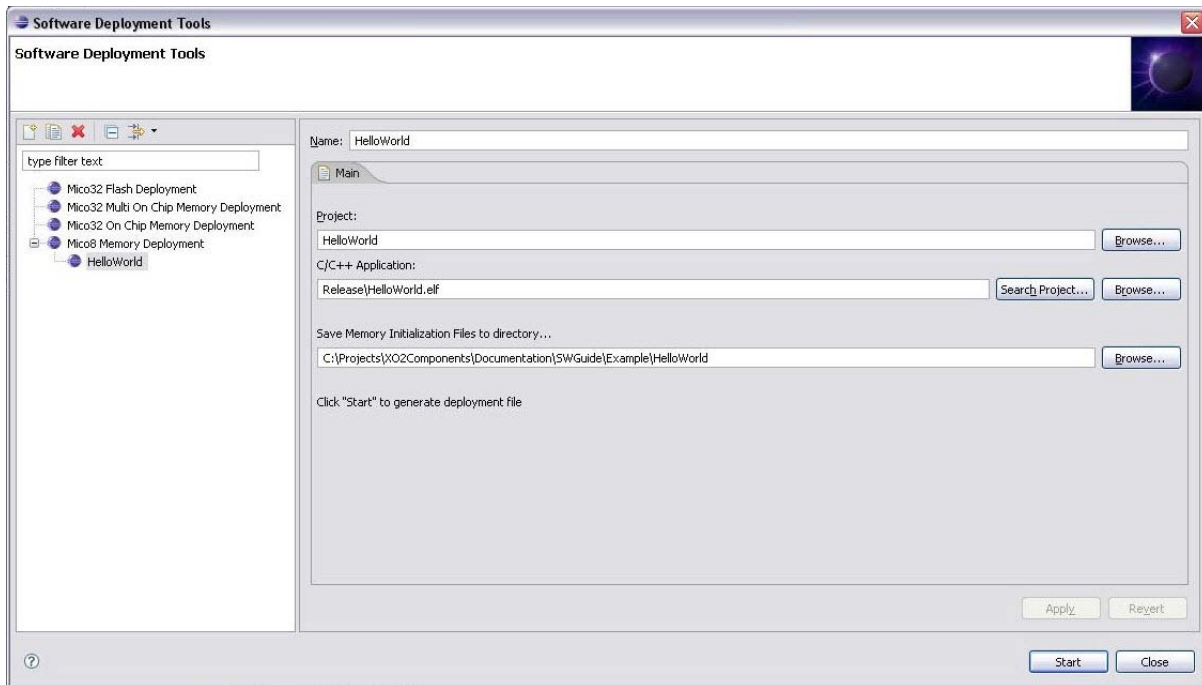 Software Deployment Tools
Software Deployment Tools
type filter text
Mico32 Flash Deployment
Mico32 Multi On Chip Memory Deployment
Mico32 On Chip Memory Deployment
Mico8 Memory Deployment
HelloWorld
Name: HelloWorld
Main
Project:
HelloWorld Browse...
C/C++ Application:
Release\HelloWorld.elf Search Project... Browse...
Save Memory Initialization Files to directory...
C:\Projects\XO2Components\Documentation\SWGuide\Example\HelloWorld Browse...
Click "Start" to generate deployment file
Apply Revert
? Start Close